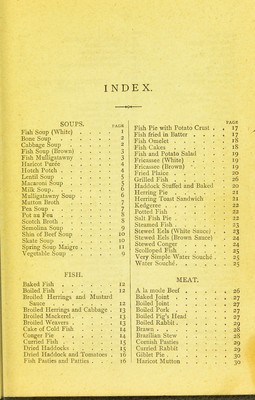 INDEX.
SOUPS.
PAGE
Fish Soup (White) . . . . 1
Bone Soup . . . . 2
Cabbage Soup . . . . 2
Fish Soup (Brown) . . . . 3
Fish Mulligatawny . . . . 3
Haricot Purée . . . . 4
Hotch Potch . . . . 4
Lentil Soup . . . . 5
Macaroni Soup . . . . 5
Milk Soup . . . . 6
Mulligatawny Soup . . . . 6
Mutton Broth . . . . 7
Pea Soup . . . . 7
Pot au Feu . . . . 8
Scotch Broth . . . . 8
Semolina Soup . . . . 9
Shin of Beef Soup . . . . 10
Skate Soup . . . . 10
Spring Soup Maigre . . . . 11
Vegetable Soup . . . . 9
FISH.
Baked Fish . . . . 12
Boiled Fish . . . . 12
Broiled Herrings and Mustard
Sauce . . . . 12
Broiled Herrings and Cabbage . 13
Broiled Mackerel . . . . 13
Broiled Weavers . . . . 13
Cake of Cold Fish . . . . 14
Conger Pie . . . . 14
Curried Fish . . . . 15
Dried Haddocks . . . . 15
Dried Haddock and Tomatoes . 16
Fish Pasties and Patties . . . 16
PAGE
Fish Pie with Potato Crust . . 17
Fish fried in Batter . . . . 17
Fish Omelet . . . . 18
Fish Cakes . . . . 18
Fish and Potato Salad . . . 19
Fricassee (White) . . . . 19
Fricassee (Brown) . . . . 19
Fried Plaice . . . . 20
Grilled Fish . . . . 26
Haddock Stuffed and Baked . 20
Herring Pie . . . . 21
Herring Toast Sandwich . . 21
Kedgeree . . . . 22
Potted Fish . . . . 22
Salt Fish Pie . . . . 22
Steamed Fish . . . . 23
Stewed Eels (White Sauce) . . 23
Stewed Eels (Brown Sauce) . . 24
Stewed Conger . . . . 24
Scolloped Fish . . . . 25
Very Simple Water Souché . . 25
Water Souché . . . . 25
MEAT.
A la mode Beef . . . . 26
Baked Joint . . . . 27
Boiled Joint . . . . 27
Boiled Pork . . . . 27
Boiled Pig's Head . . . . 27
Boiled Rabbit . . . . 29
Brawn . . . . 28
Brazilian Stew . . . . 28
Cornish Pasties . . . . 29
Curried Rabbit . . . . 29
Giblet Pie . . . . 30
Haricot Mutton . . . . 30